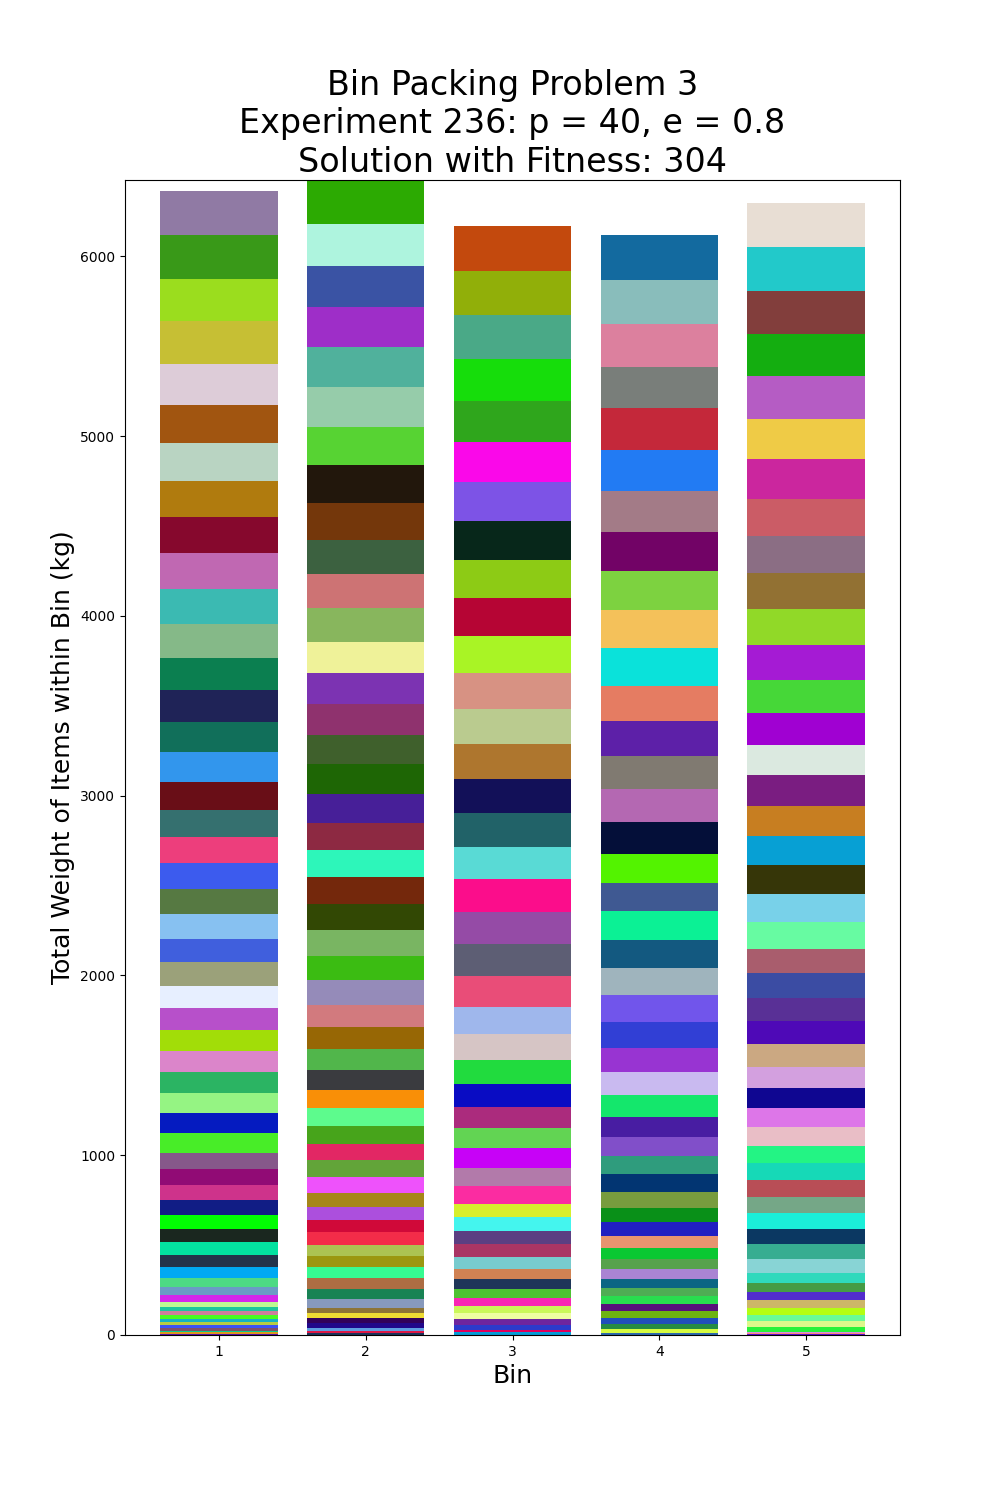 Bin Packing Problem 3
Experiment 236: p = 40, e = 0.8
Solution with Fitness: 304
Total Weight of Items within Bin (kg)
6000
5000
4000
3000
2000
1000
0
1 2 3 4 5
Bin